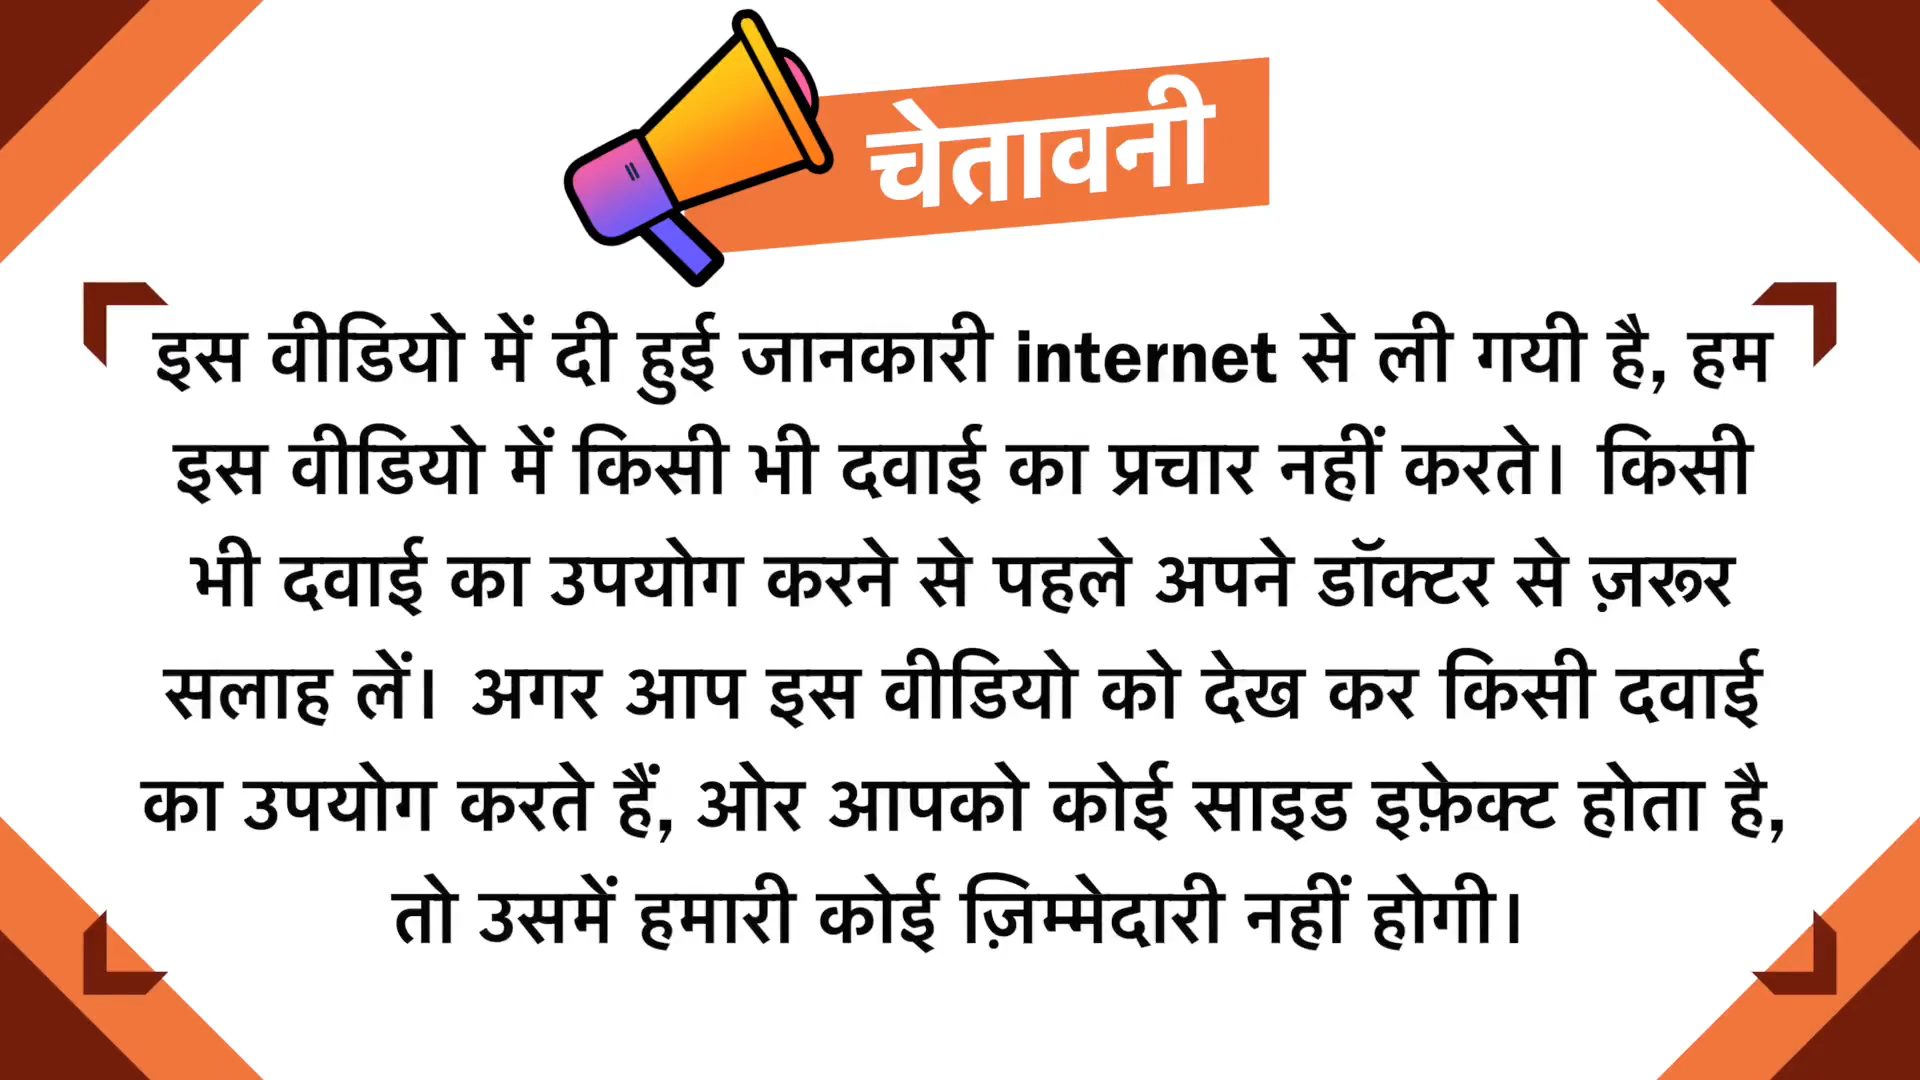 चेतावनी
इस वीडियो में दी हुई जानकारी internet से ली गयी है, हम
इस वीडियो में किसी भी दवाई का प्रचार नहीं करते। किसी
भी दवाई का उपयोग करने से पहले अपने डॉक्टर से ज़रूर
सलाह लें। अगर आप इस वीडियो को देख कर किसी दवाई
का उपयोग करते हैं, ओर आपको कोई साइड इफ़ेक्ट होता है,
तो उसमें हमारी कोई ज़िम्मेदारी नहीं होगी।